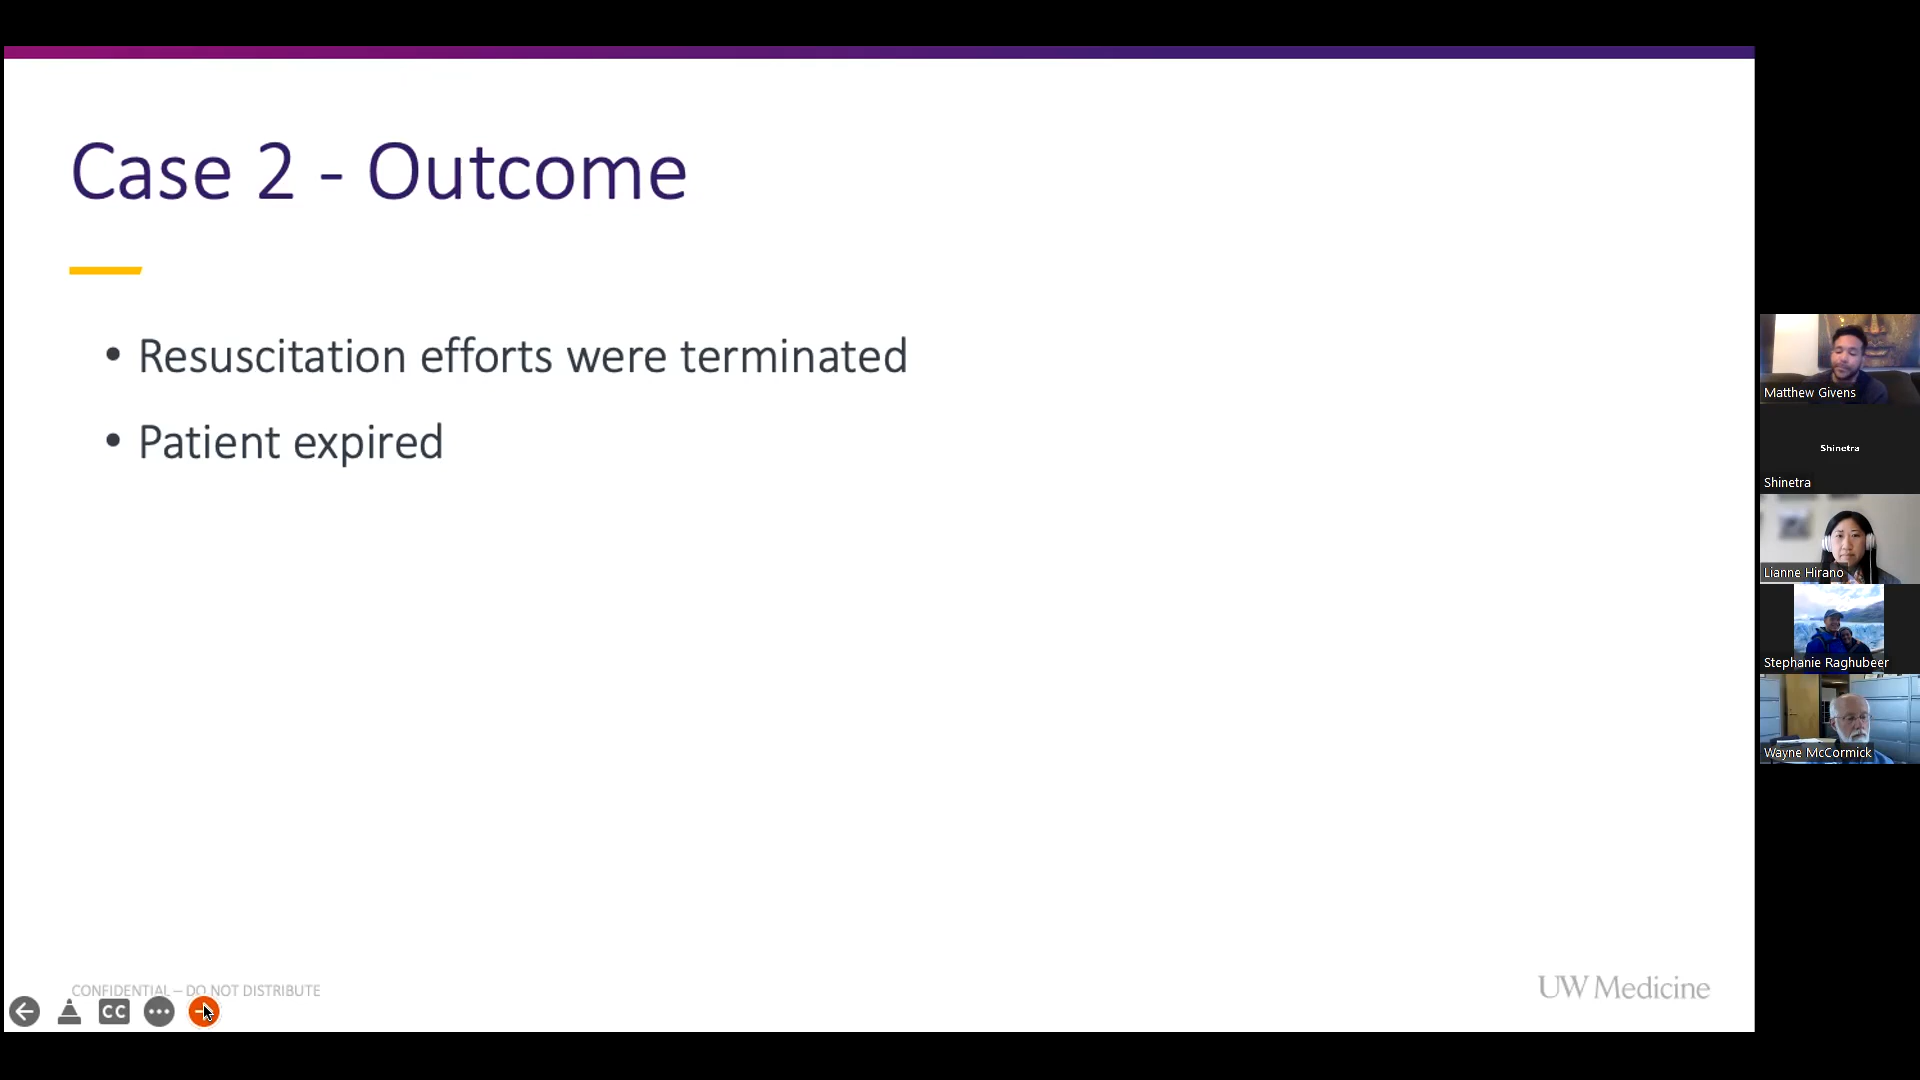 Case 2 - Outcome
• Resuscitation efforts were terminated
• Patient expired
CONFIDENTIAL – DO NOT DISTRIBUTE
CC
UW Medicine
Matthew Givens
Shinetra
Shinetra
Lianne Hirano
Stephanie Raghubeer
Wayne McCormick